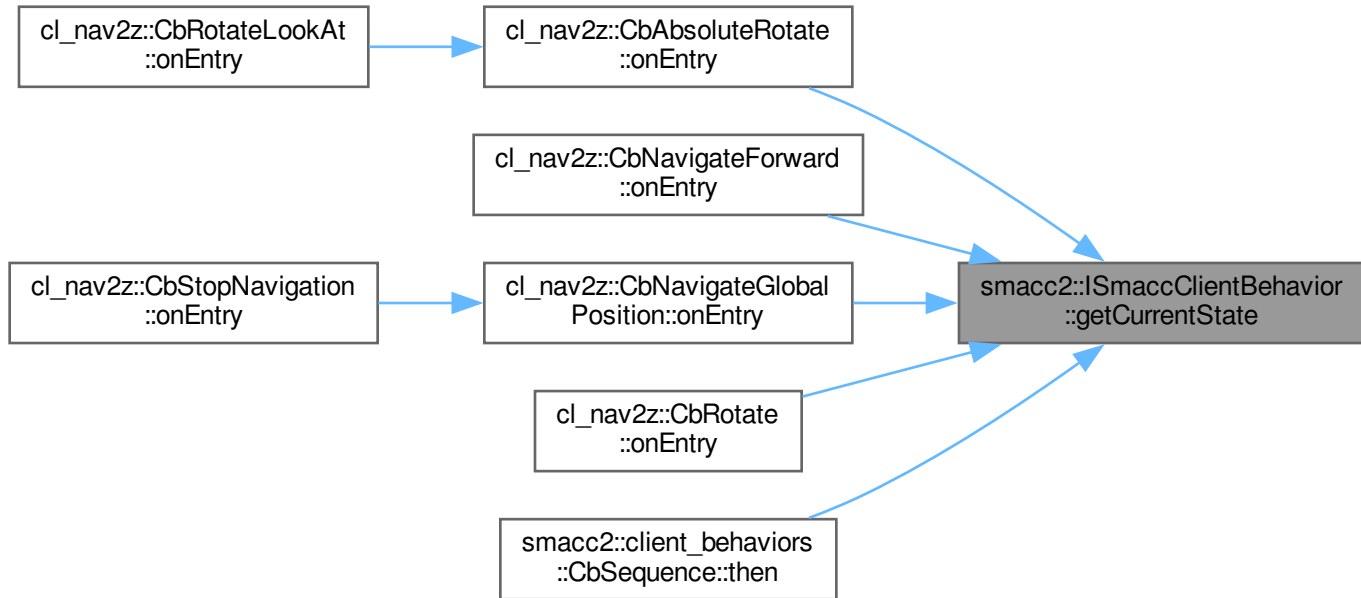 cl_nav2z::CbRotateLookAt
::onEntry
cl_nav2z::CbAbsoluteRotate
::onEntry
cl_nav2z::CbNavigateForward
::onEntry
cl_nav2z::CbStopNavigation
::onEntry
cl_nav2z::CbNavigateGlobal
Position::onEntry
smacc2::ISmaccClientBehavior
::getCurrentState
cl_nav2z::CbRotate
::onEntry
smacc2::client_behaviors
::CbSequence::then